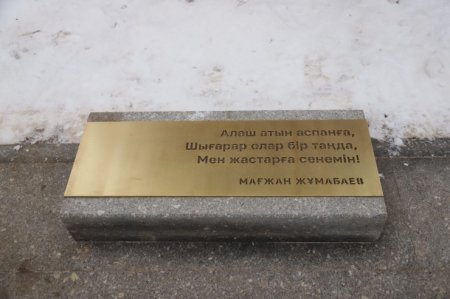 Алаш атын аспанға,
Шығарар олар бір таңда,
Мен жастарға сенемін!
МАҒЖАН ЖҰМАБАЕВ